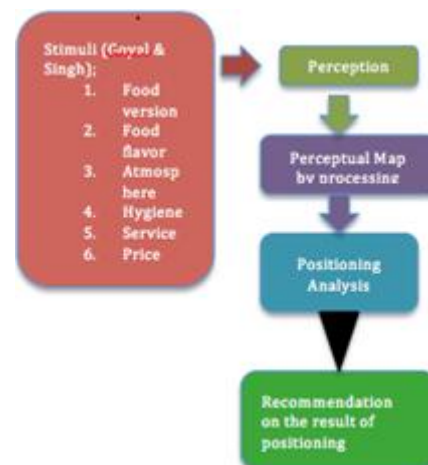 Stimuli (Goyal &
Singh);
1. Food
version
2. Food
flavor
3. Atmosp
here
4. Hygiene
5. Service
6. Price
Perception
Perceptual Map
by processing
Positioning
Analysis
Recommendation
on the result of
positioning